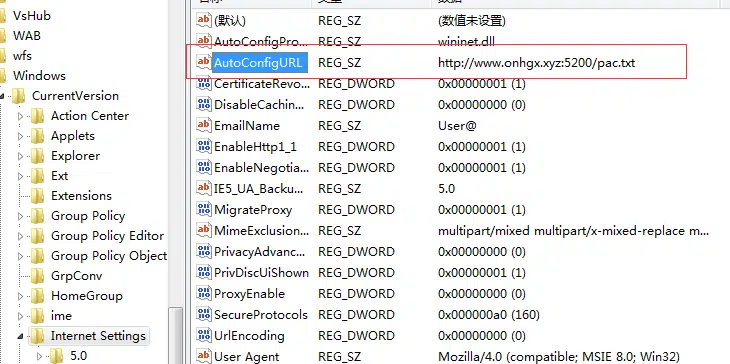 VsHub
WAB
wfs
Windows
CurrentVersion
Action Center
Applets
Explorer
Ext
Extensions
Group Policy
Group Policy Editor
Group Policy Object
GrpConv
HomeGroup
ime
Internet Settings
5.0
(默认) REG_SZ (数值未设置)
AutoConfigPro... REG_SZ wininet.dll
AutoConfigURL REG_SZ http://www.onhgx.xyz:5200/pac.txt
CertificateRevo... REG_DWORD 0x00000001 (1)
DisableCachin... REG_DWORD 0x00000000 (0)
EmailName REG_SZ User@
EnableHttp1_1 REG_DWORD 0x00000001 (1)
EnableNegotia... REG_DWORD 0x00000001 (1)
IE5_UA_Backu... REG_SZ 5.0
MigrateProxy REG_DWORD 0x00000001 (1)
MimeExclusion... REG_SZ multipart/mixed multipart/x-mixed-replace m...
PrivacyAdvanc... REG_DWORD 0x00000000 (0)
PrivDiscUiShown REG_DWORD 0x00000001 (1)
ProxyEnable REG_DWORD 0x00000000 (0)
SecureProtocols REG_DWORD 0x000000a0 (160)
UrlEncoding REG_DWORD 0x00000000 (0)
User Agent REG_SZ Mozilla/4.0 (compatible; MSIE 8.0; Win32)